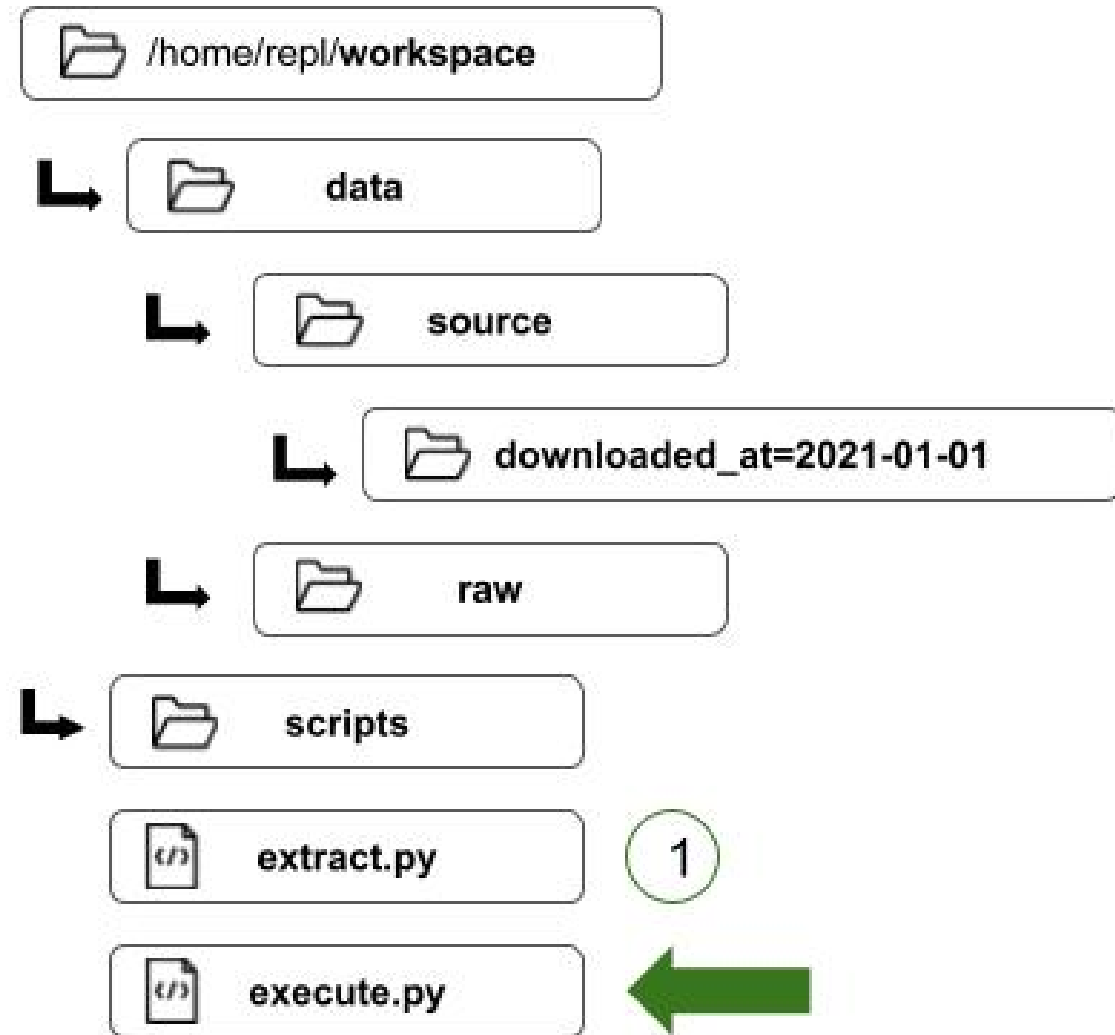 /home/repl/workspace
data
source
downloaded_at=2021-01-01
raw
scripts
</> extract.py 1
</> execute.py